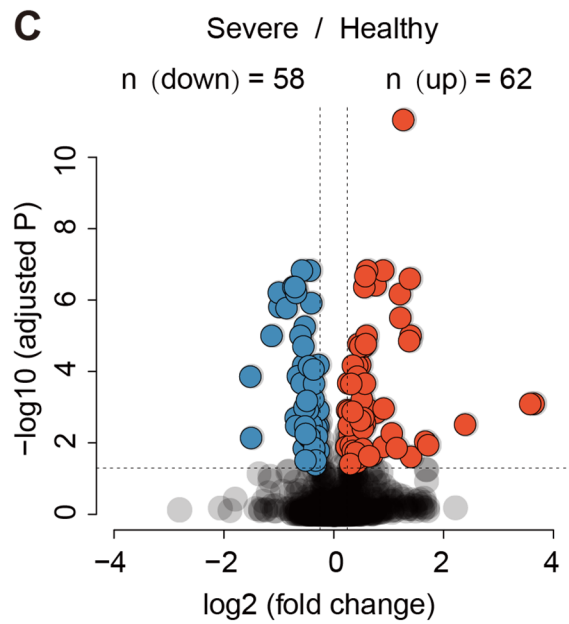 C
Severe / Healthy
n (down) = 58
n (up) = 62
−log10 (adjusted P)
10
8
6
4
2
0
−4
−2
0
2
4
log2 (fold change)